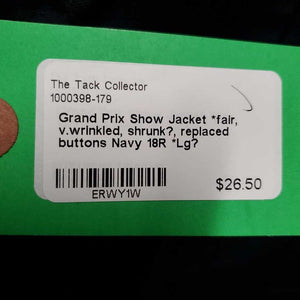 The Tack Collector
1000398-179
Grand Prix Show Jacket *fair,
v.wrinkled, shrunk?, replaced
buttons Navy 18R *Lg?
ERWY1W
$26.50